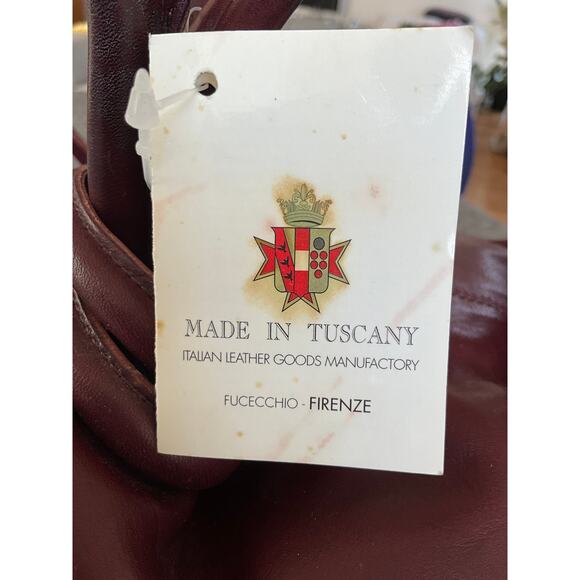 MADE IN TUSCANY
ITALIAN LEATHER GOODS MANUFACTORY
FUCECCHIO - FIRENZE